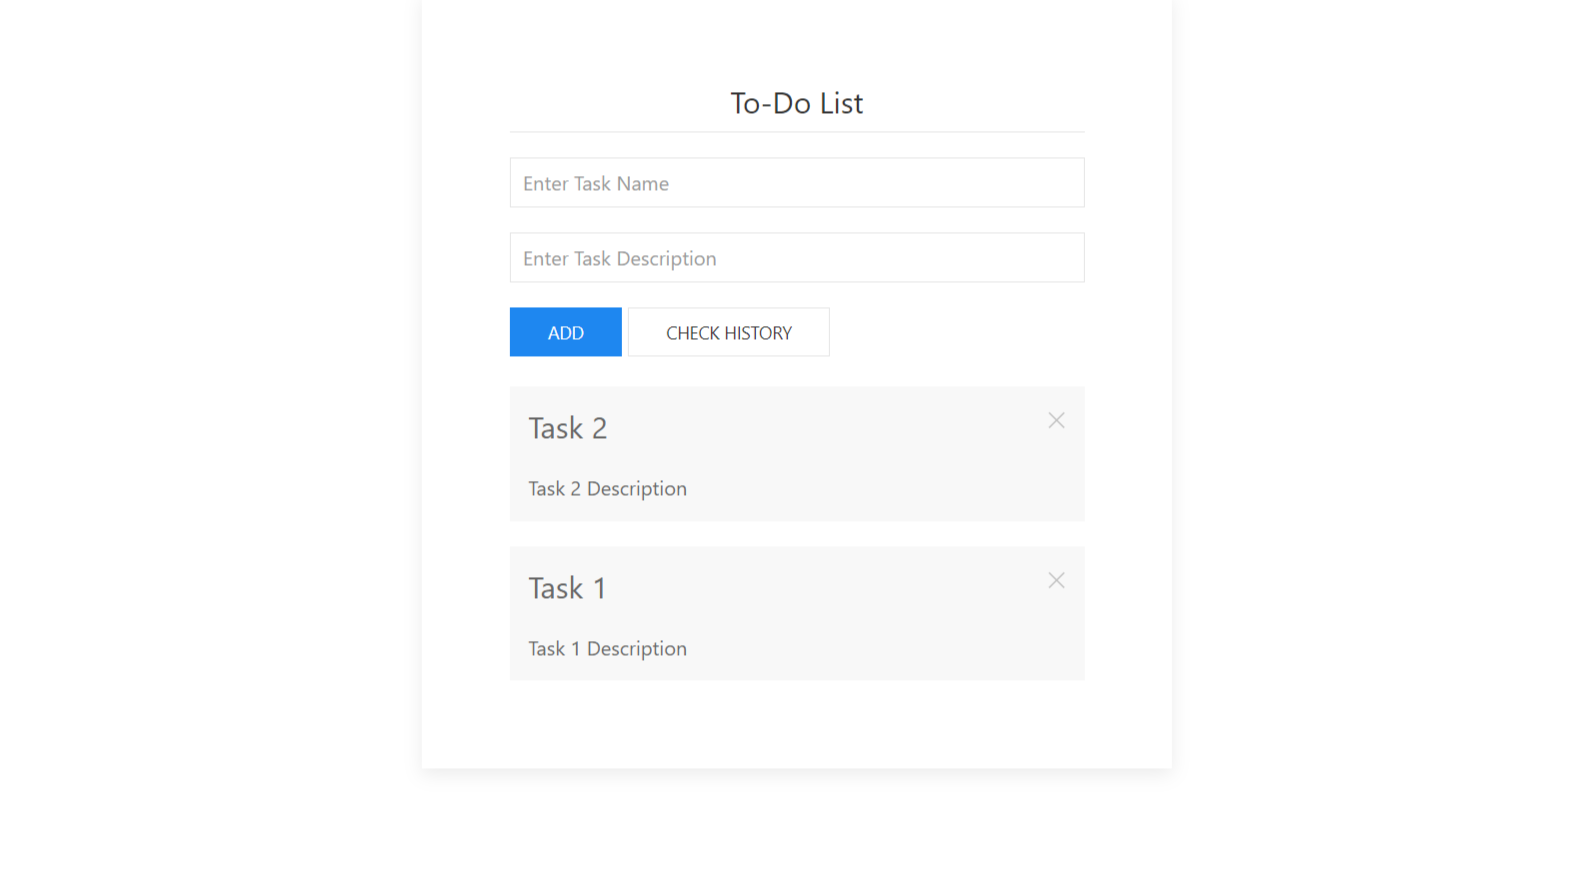 To-Do List
Enter Task Name
Enter Task Description
ADD CHECK HISTORY
Task 2
Task 2 Description
Task 1
Task 1 Description